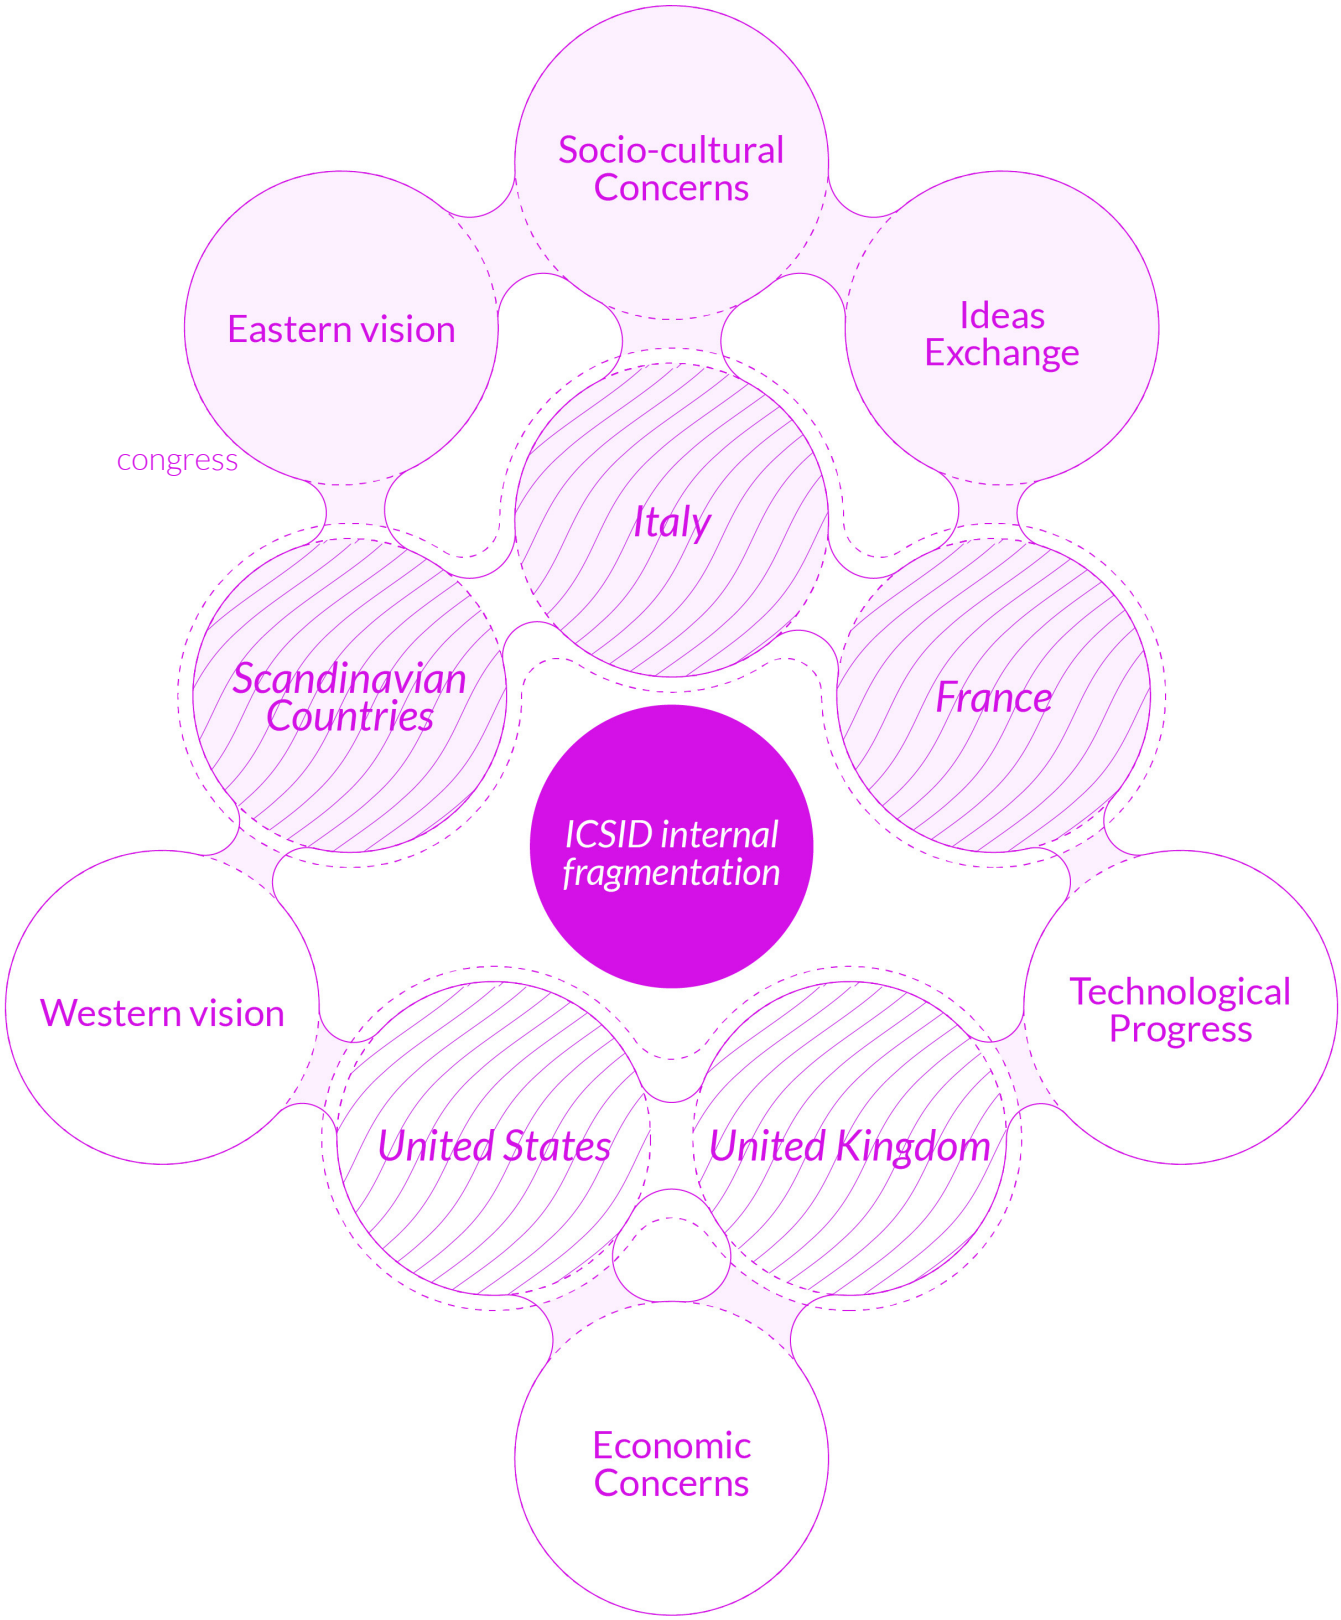 Socio-cultural
Concerns
Eastern vision
Ideas
Exchange
congress
Italy
Scandinavian
Countries
France
ICSID internal
fragmentation
Western vision
Technological
Progress
United States
United Kingdom
Economic
Concerns